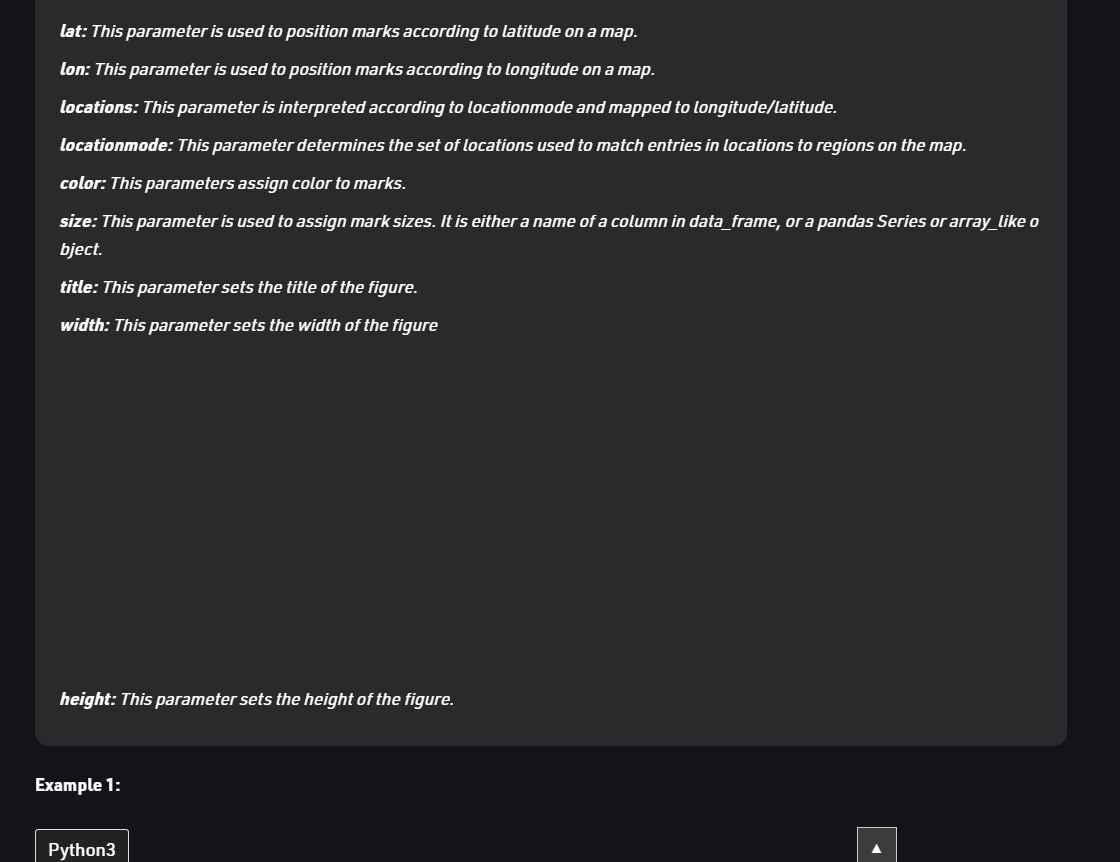 lat: This parameter is used to position marks according to latitude on a map.
lon: This parameter is used to position marks according to longitude on a map.
locations: This parameter is interpreted according to locationmode and mapped to longitude/latitude.
locationmode: This parameter determines the set of locations used to match entries in locations to regions on the map.
color: This parameters assign color to marks.
size: This parameter is used to assign mark sizes. It is either a name of a column in data_frame, or a pandas Series or array_like o
bject.
title: This parameter sets the title of the figure.
width: This parameter sets the width of the figure
height: This parameter sets the height of the figure.
Example 1:
Python3